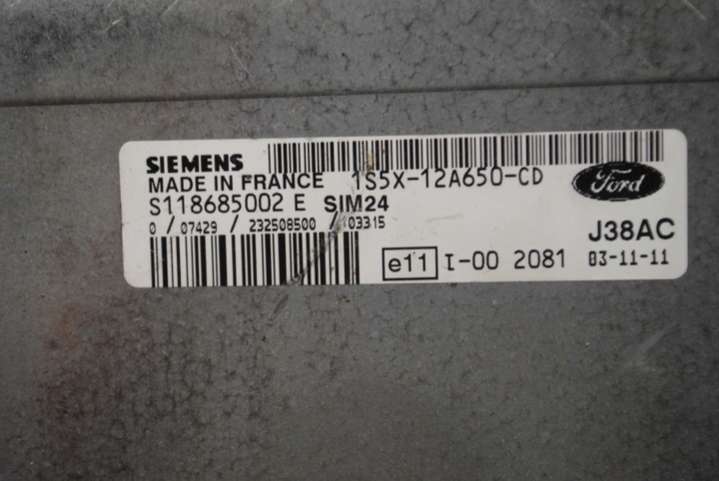 SIEMENS
MADE IN FRANCE 1S5X-12A650-CD
Ford
S118685002 E SIM24
0 / 07429 / 232508500 / 03315
J38AC
e11 I-00 2081 03-11-11